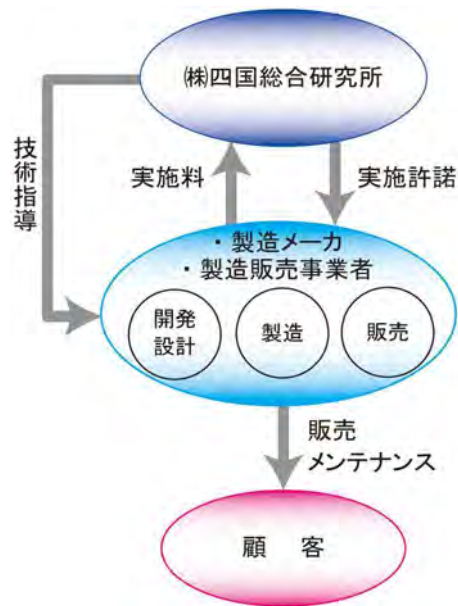 ㈱四国総合研究所
技術指導
実施料
実施許諾
・製造メーカ
・製造販売事業者
開発
設計
製造
販売
販売
メンテナンス
顧　客